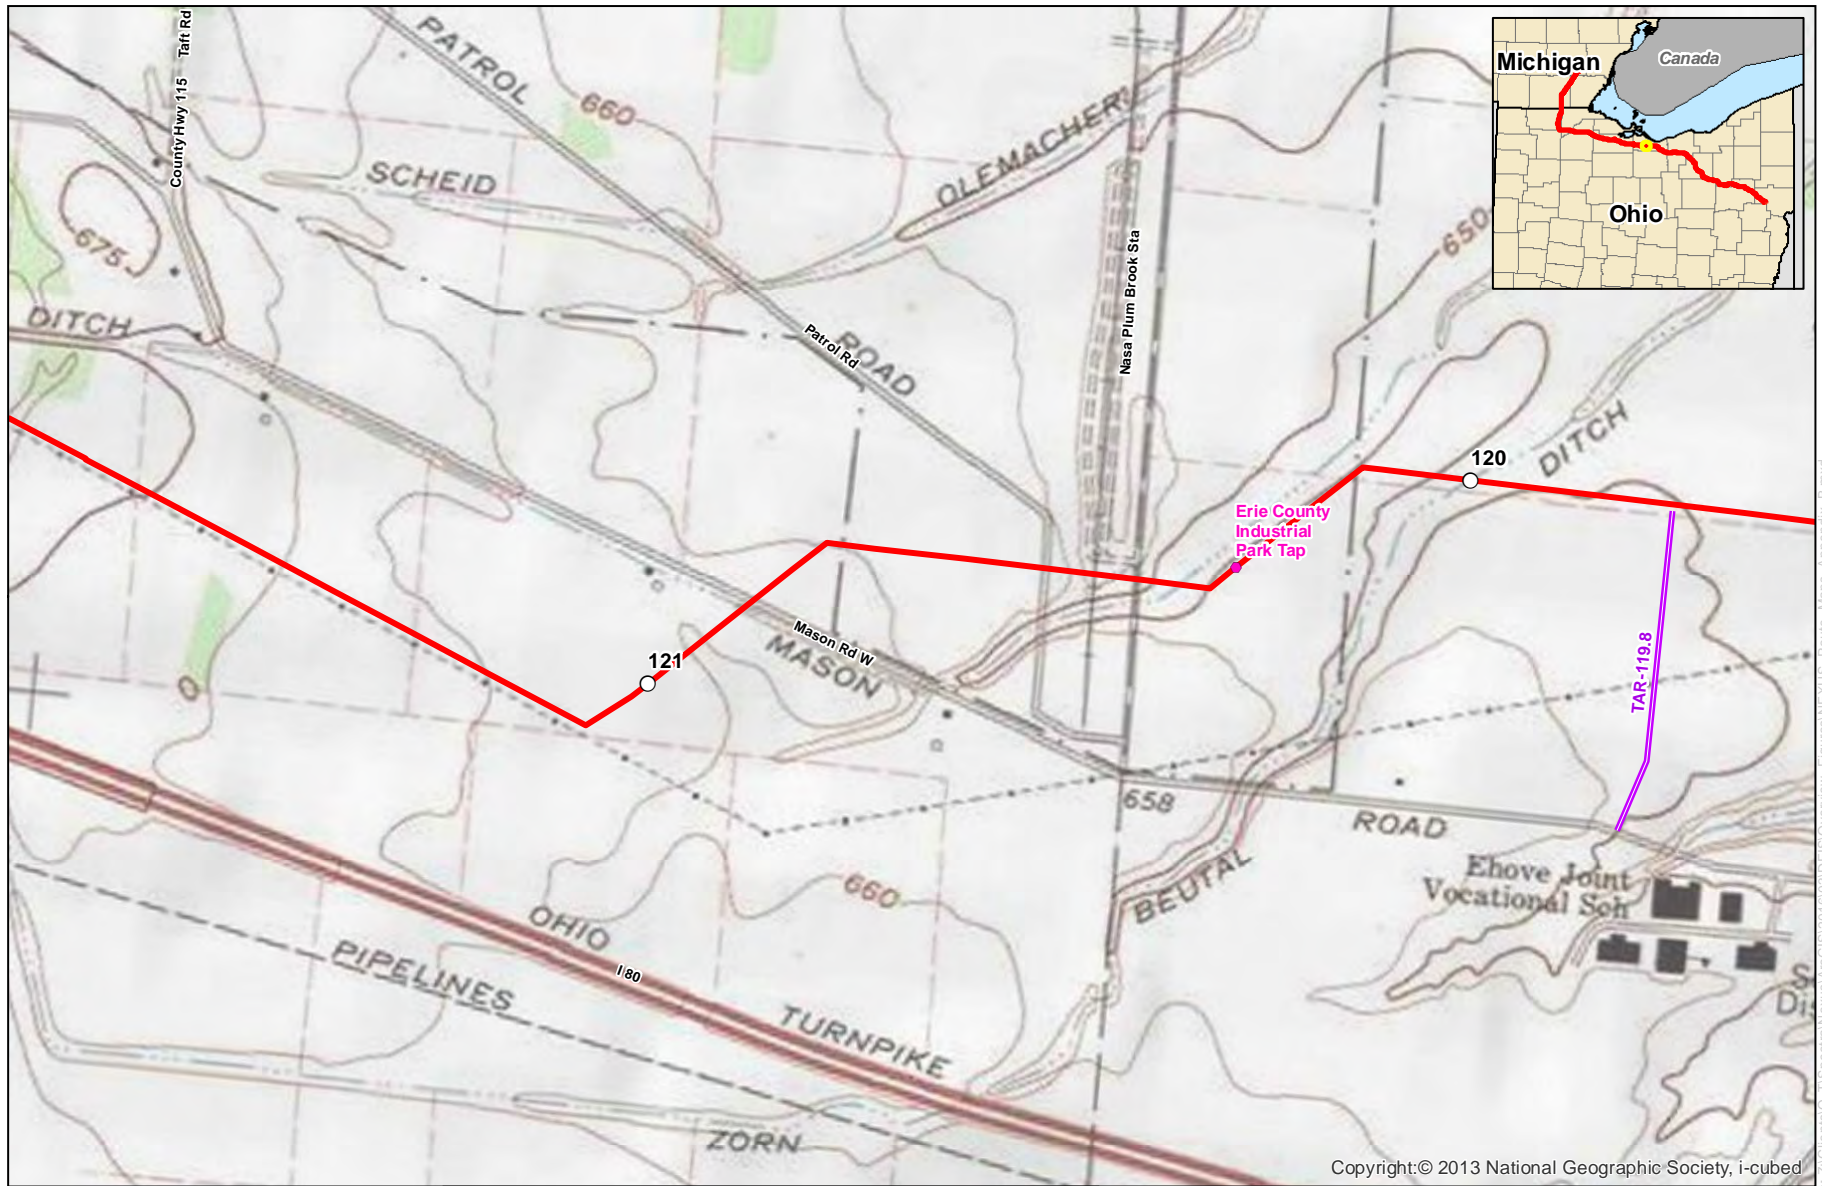 County Hwy 115 Taft Rd
PATROL
660
SCHEID
OLEMACHER
675
DITCH
Patrol Rd
ROAD
Nasa Plum Brook Sta
650
Michigan
Canada
Ohio
DITCH
120
Erie County
Industrial
Park Tap
121
Mason Rd W
MASON
TAR-119.8
658
ROAD
Ehove Joint
Vocational Sch
BEUTAL
660
OHIO
I 80
PIPELINES
TURNPIKE
ZORN
Copyright:© 2013 National Geographic Society, i-cubed